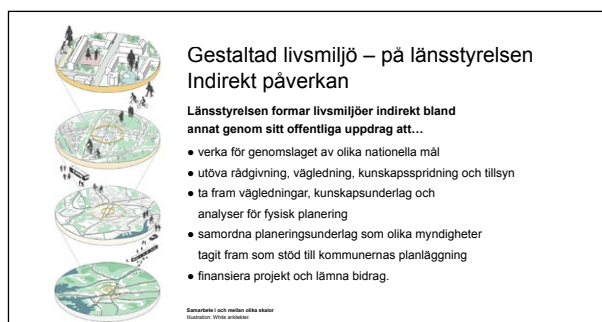 Gestaltad livsmiljö – på länsstyrelsen
Indirekt påverkan
Länsstyrelsen formar livsmiljöer indirekt bland
annat genom sitt offentliga uppdrag att…
● verka för genomslaget av olika nationella mål
● utöva rådgivning, vägledning, kunskapsspridning och tillsyn
● ta fram vägledningar, kunskapsunderlag och
analyser för fysisk planering
● samordna planeringsunderlag som olika myndigheter
tagit fram som stöd till kommunernas planläggning
● finansiera projekt och lämna bidrag.
Samarbete i och mellan olika skalor
Illustration: White arkitekter.